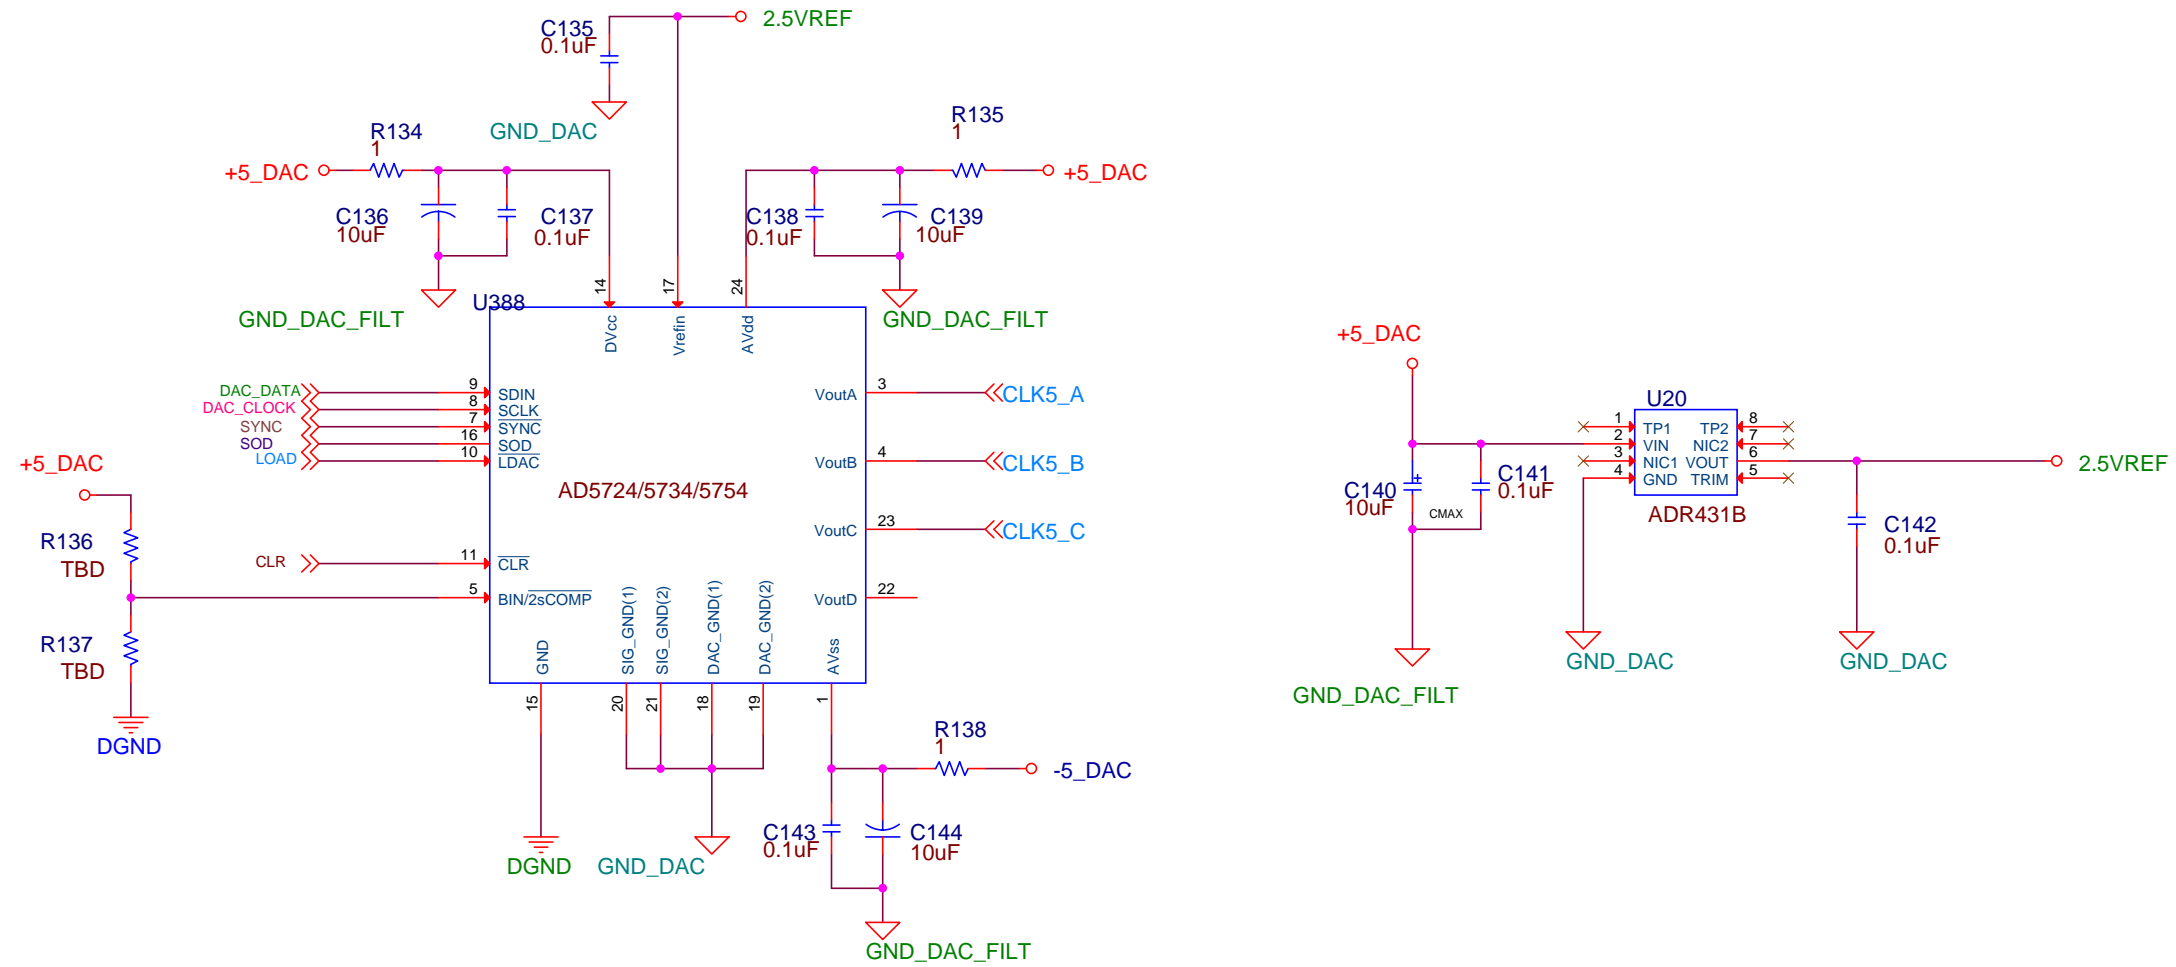 2.5VREF
C135
0.1uF
GND_DAC
R134
1
+5_DAC
C136
10uF
C137
0.1uF
GND_DAC_FILT
R135
1
+5_DAC
C138
0.1uF
C139
10uF
GND_DAC_FILT
U388
14
17
24
DVcc
Vrefin
AVdd
DAC_DATA
9
SDIN
DAC_CLOCK
8
SCLK
SYNC
7
SYNC
SOD
16
SOD
LOAD
10
LDAC
AD5724/5734/5754
VoutA
3
CLK5_A
VoutB
4
CLK5_B
VoutC
23
CLK5_C
VoutD
22
+5_DAC
R136
TBD
R137
TBD
DGND
CLR
11
CLR
5
BIN/2sCOMP
GND
SIG_GND(1)
SIG_GND(2)
DAC_GND(1)
DAC_GND(2)
AVss
15
20
21
18
19
1
DGND
GND_DAC
R138
1
-5_DAC
C143
0.1uF
C144
10uF
GND_DAC_FILT
+5_DAC
C140
10uF
+
CMAX
C141
0.1uF
GND_DAC_FILT
U20
1
TP1
2
VIN
3
NIC1
4
GND
TP2
8
NIC2
7
VOUT
6
TRIM
5
ADR431B
GND_DAC
2.5VREF
C142
0.1uF
GND_DAC